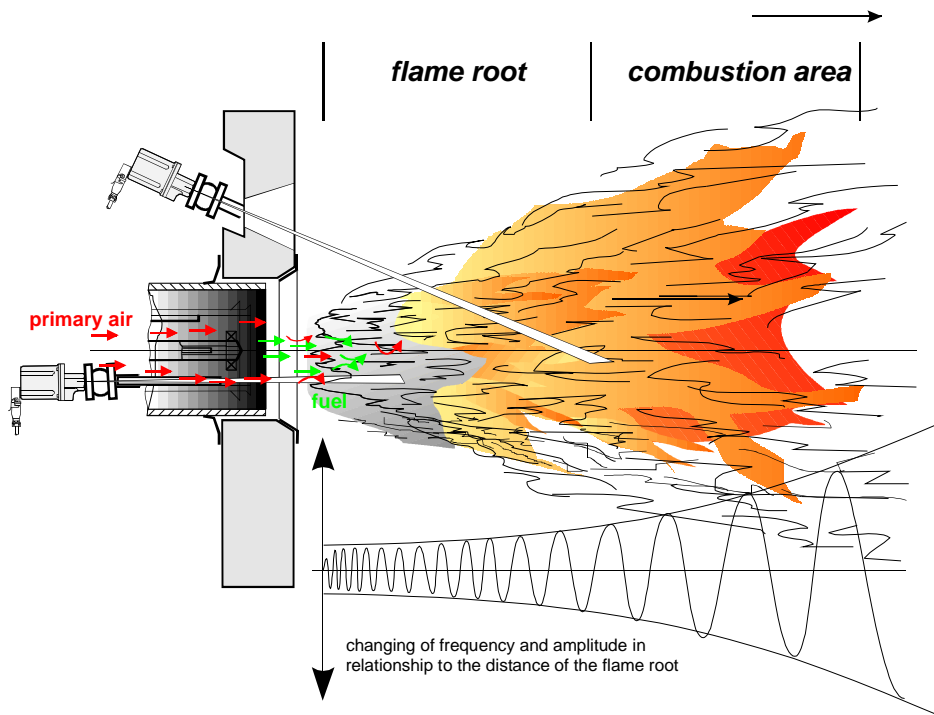 flame root
combustion area
primary air
fuel
changing of frequency and amplitude in
relationship to the distance of the flame root